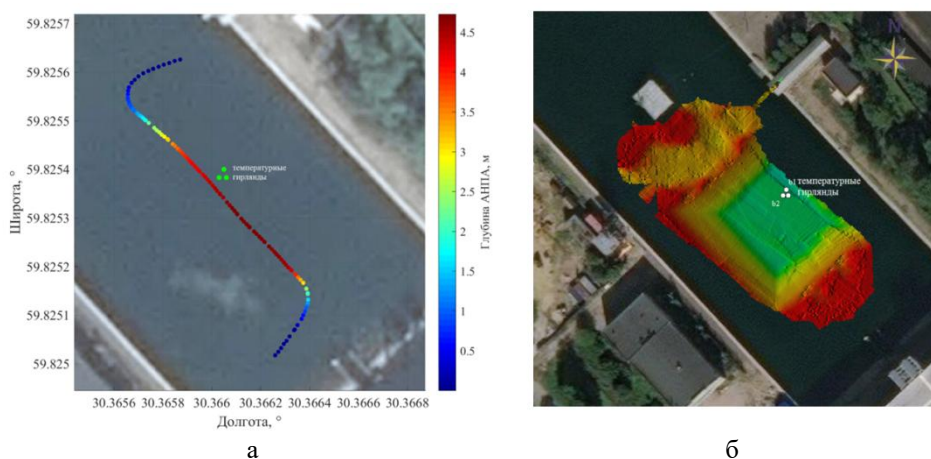 59.8257
59.8257
59.8256
59.8255
59.8254
59.8253
59.8252
59.8251
59.825
Широта, °
30.3656 30.3658 30.366 30.3662 30.3664 30.3666 30.3668
Долгота, °
температурные
гирлянды
4.5
4
3.5
3
2.5
2
1.5
1
0.5
Глубина АНПА, м
а
N
b1 температурные
гирлянды
b2
б